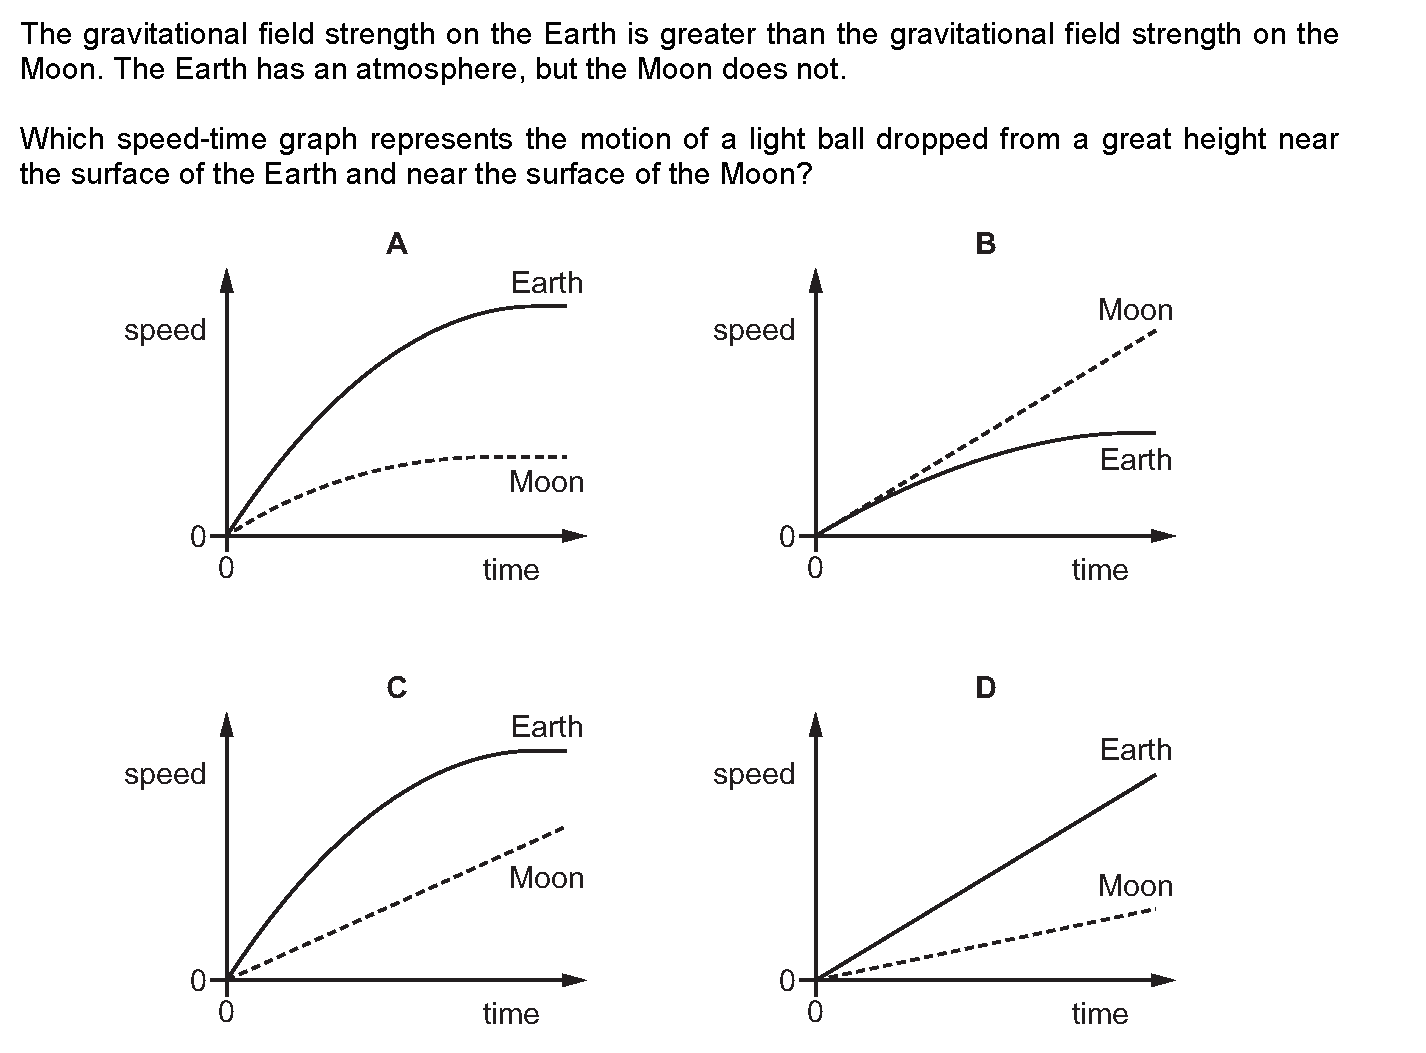 The gravitational field strength on the Earth is greater than the gravitational field strength on the
Moon. The Earth has an atmosphere, but the Moon does not.
Which speed-time graph represents the motion of a light ball dropped from a great height near
the surface of the Earth and near the surface of the Moon?
A
Earth
speed
Moon
0
0
time
B
Moon
speed
Earth
0
0
time
C
Earth
speed
Moon
0
0
time
D
Earth
speed
Moon
0
0
time